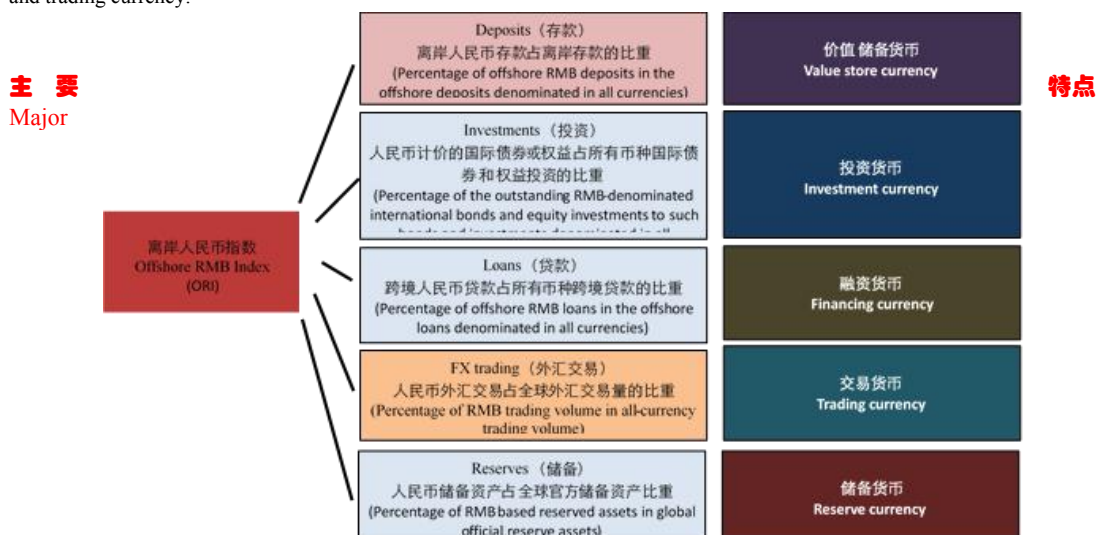 and trading currency.
主 要
Major
特点
离岸人民币指数
Offshore RMB Index
(ORI)
Deposits（存款）
离岸人民币存款占离岸存款的比重
(Percentage of offshore RMB deposits in the
offshore deposits denominated in all currencies)
价值 储备货币
Value store currency
Investments（投资）
人民币计价的国际债券或权益占所有币种国际债
券和权益投资的比重
(Percentage of the outstanding RMB-denominated
international bonds and equity investments to such
投资货币
Investment currency
Loans（贷款）
跨境人民币贷款占所有币种跨境贷款的比重
(Percentage of offshore RMB loans in the offshore
loans denominated in all currencies)
融资货币
Financing currency
FX trading（外汇交易）
人民币外汇交易占全球外汇交易量的比重
(Percentage of RMB trading volume in all-currency
trading volume)
交易货币
Trading currency
Reserves（储备）
人民币储备资产占全球官方储备资产比重
(Percentage of RMB based reserved assets in global
official reserve assets)
储备货币
Reserve currency